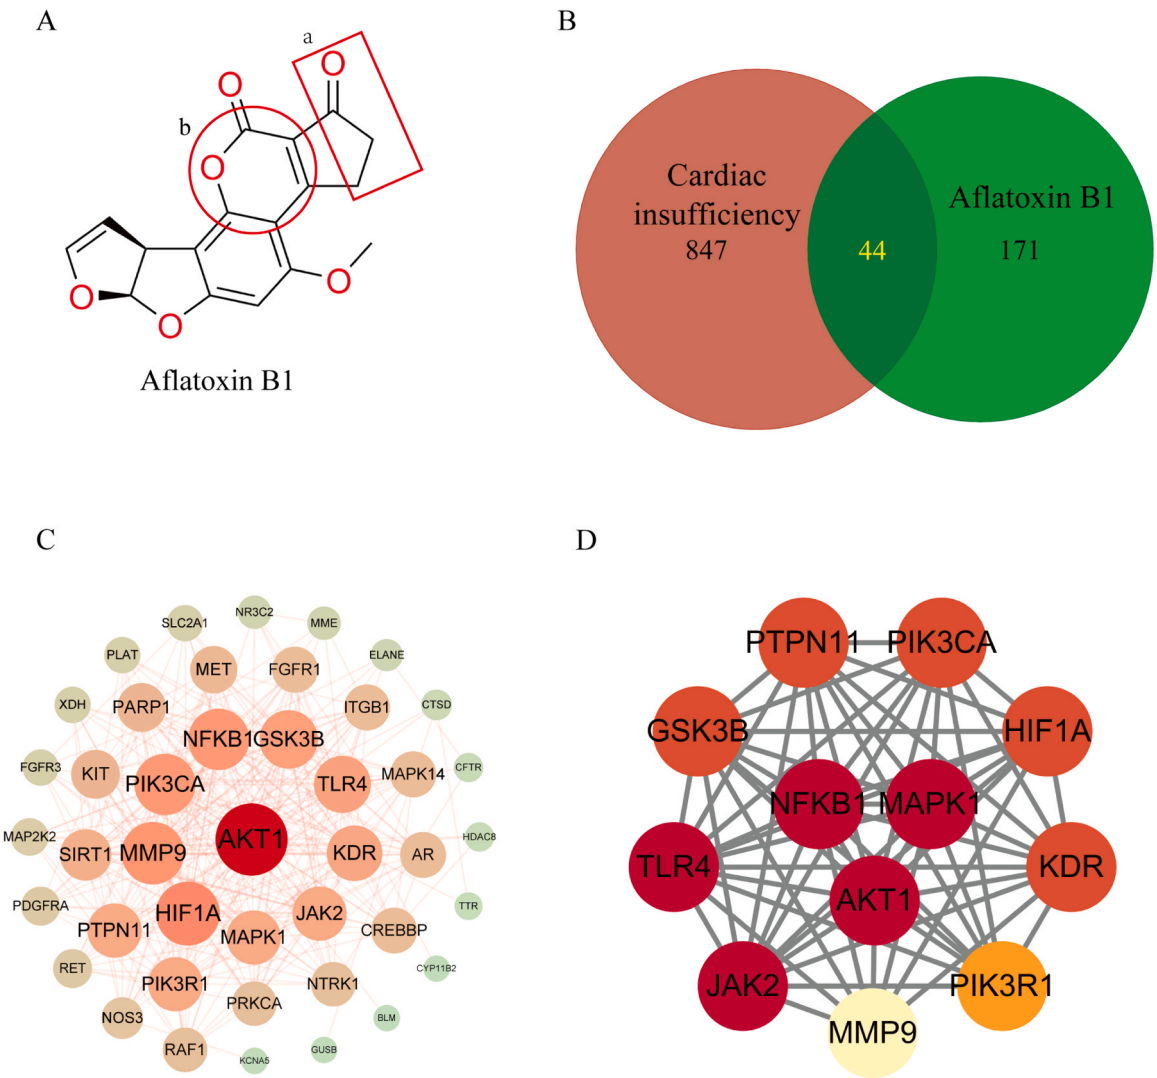 A
a
O
O
b
O
O
O
O
Aflatoxin B1
B
Cardiac
insufficiency
847
44
Aflatoxin B1
171
C
NR3C2
SLC2A1
MME
PLAT
MET
FGFR1
ELANE
XDH
PARP1
ITGB1
CTSD
NFKB1
GSK3B
FGFR3
KIT
PIK3CA
TLR4
MAPK14
CFTR
MAP2K2
SIRT1
MMP9
AKT1
KDR
AR
HDAC8
PDGFRA
PTPN11
HIF1A
MAPK1
JAK2
CREBBP
TTR
RET
PIK3R1
PRKCA
NTRK1
CYP11B2
NOS3
RAF1
KCNA5
GUSB
BLM
D
PTPN11
PIK3CA
GSK3B
HIF1A
NFKB1
MAPK1
TLR4
KDR
AKT1
JAK2
PIK3R1
MMP9